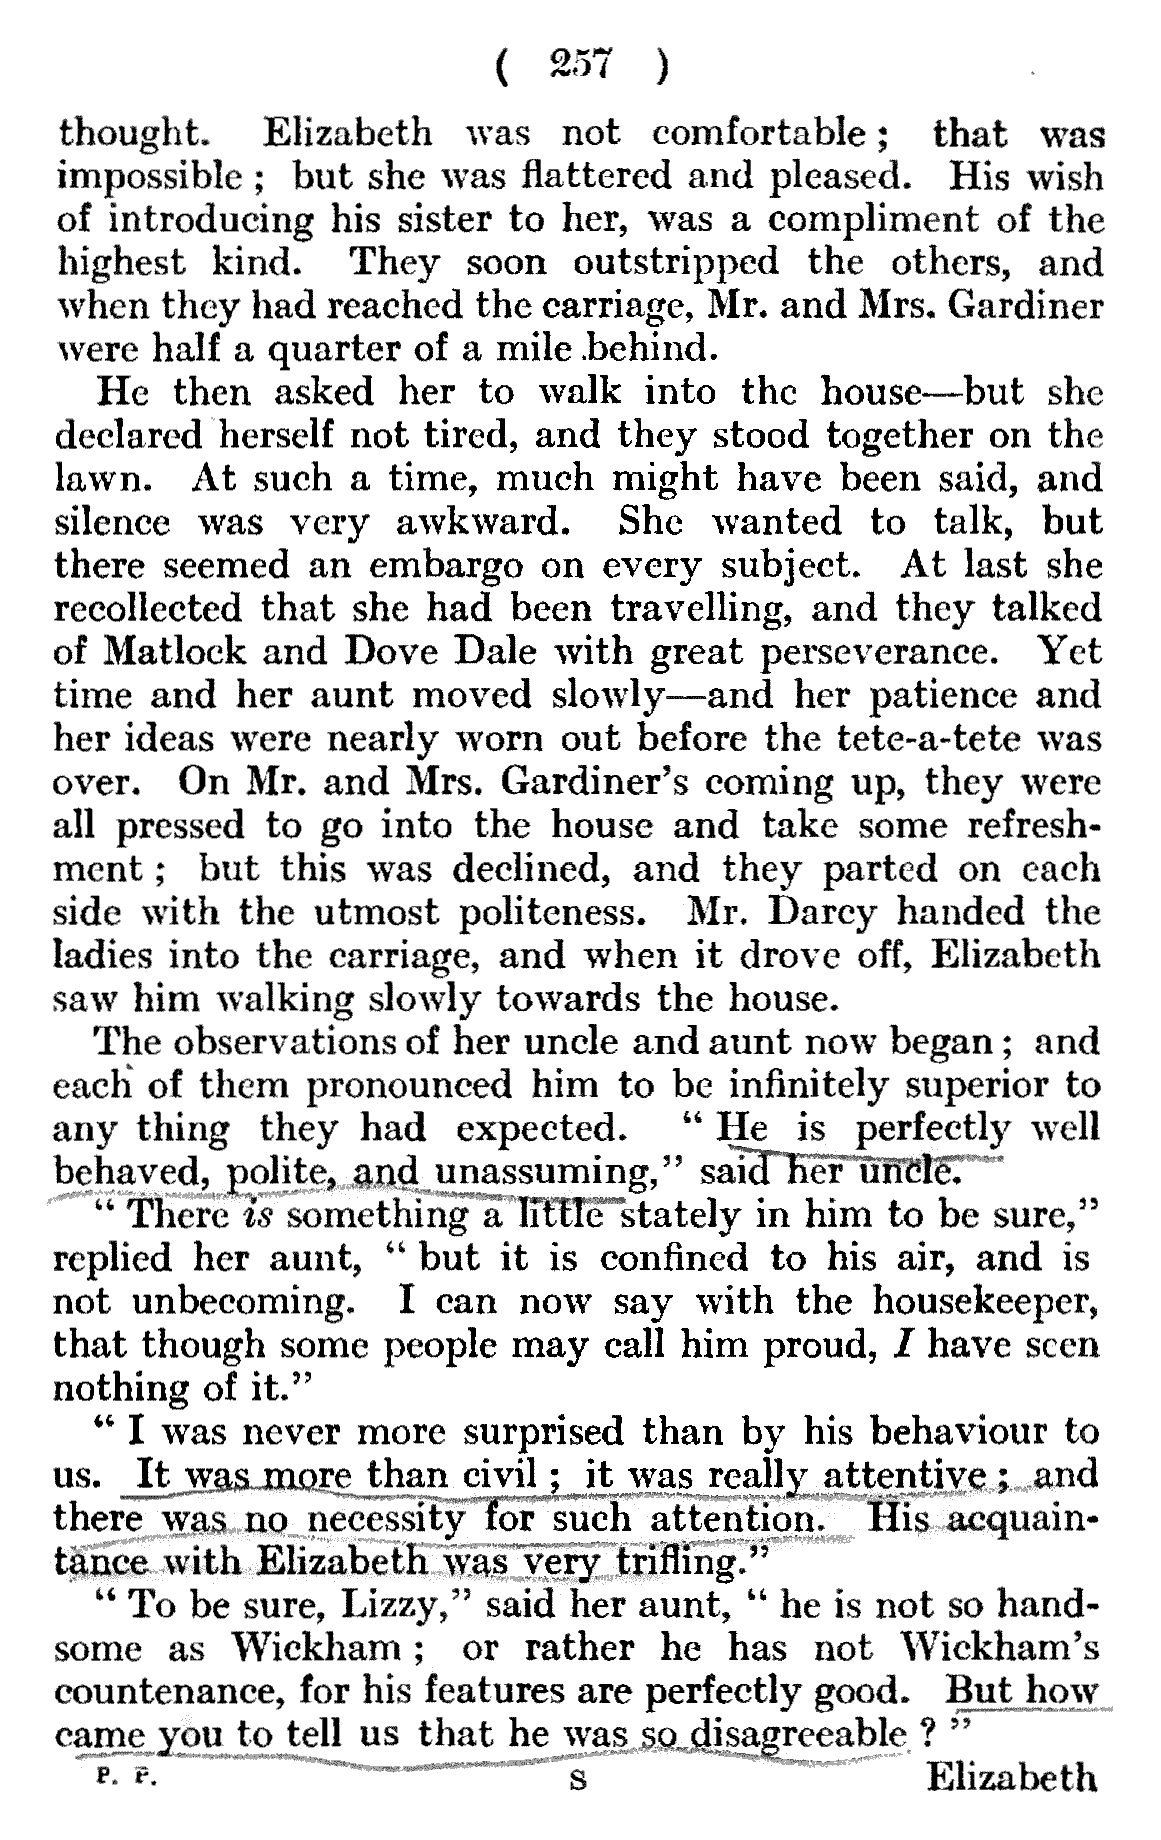 ( 257 )
thought. Elizabeth was not comfortable ; that was
impossible ; but she was flattered and pleased. His wish
of introducing his sister to her, was a compliment of the
highest kind. They soon outstripped the others, and
when they had reached the carriage, Mr. and Mrs. Gardiner
were half a quarter of a mile behind.
He then asked her to walk into the house—but she
declared herself not tired, and they stood together on the
lawn. At such a time, much might have been said, and
silence was very awkward. She wanted to talk, but
there seemed an embargo on every subject. At last she
recollected that she had been travelling, and they talked
of Matlock and Dove Dale with great perseverance. Yet
time and her aunt moved slowly—and her patience and
her ideas were nearly worn out before the tete-a-tete was
over. On Mr. and Mrs. Gardiner's coming up, they were
all pressed to go into the house and take some refresh-
ment ; but this was declined, and they parted on each
side with the utmost politeness. Mr. Darcy handed the
ladies into the carriage, and when it drove off, Elizabeth
saw him walking slowly towards the house.
The observations of her uncle and aunt now began ; and
each of them pronounced him to be infinitely superior to
any thing they had expected. “ He is perfectly well
behaved, polite, and unassuming,” said her uncle.
“ There is something a little stately in him to be sure,”
replied her aunt, “ but it is confined to his air, and is
not unbecoming. I can now say with the housekeeper,
that though some people may call him proud, I have seen
nothing of it.”
“ I was never more surprised than by his behaviour to
us. It was more than civil ; it was really attentive ; and
there was no necessity for such attention. His acquain-
tance with Elizabeth was very trifling.”
“ To be sure, Lizzy,” said her aunt, “ he is not so hand-
some as Wickham ; or rather he has not Wickham's
countenance, for his features are perfectly good. But how
came you to tell us that he was so disagreeable ? ”
P. P. S Elizabeth